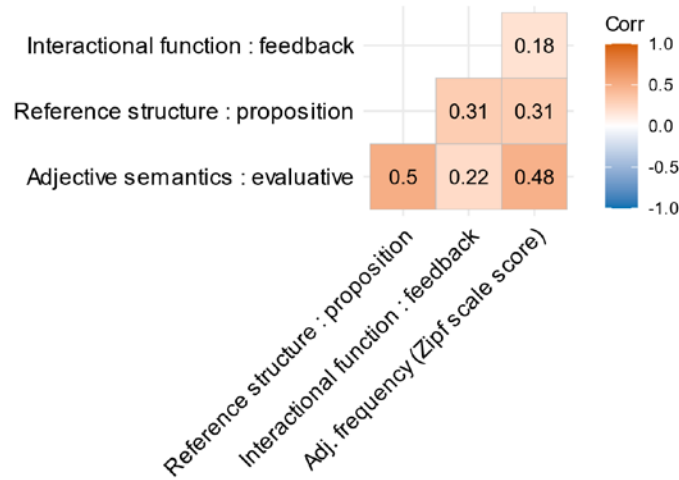 Corr
Interactional function : feedback
0.18
1.0
0.5
Reference structure : proposition
0.31 0.31
0.0
-0.5
Adjective semantics : evaluative
0.5 0.22 0.48
-1.0
Reference structure : proposition
Interactional function : feedback
Adj. frequency (Zipf scale score)